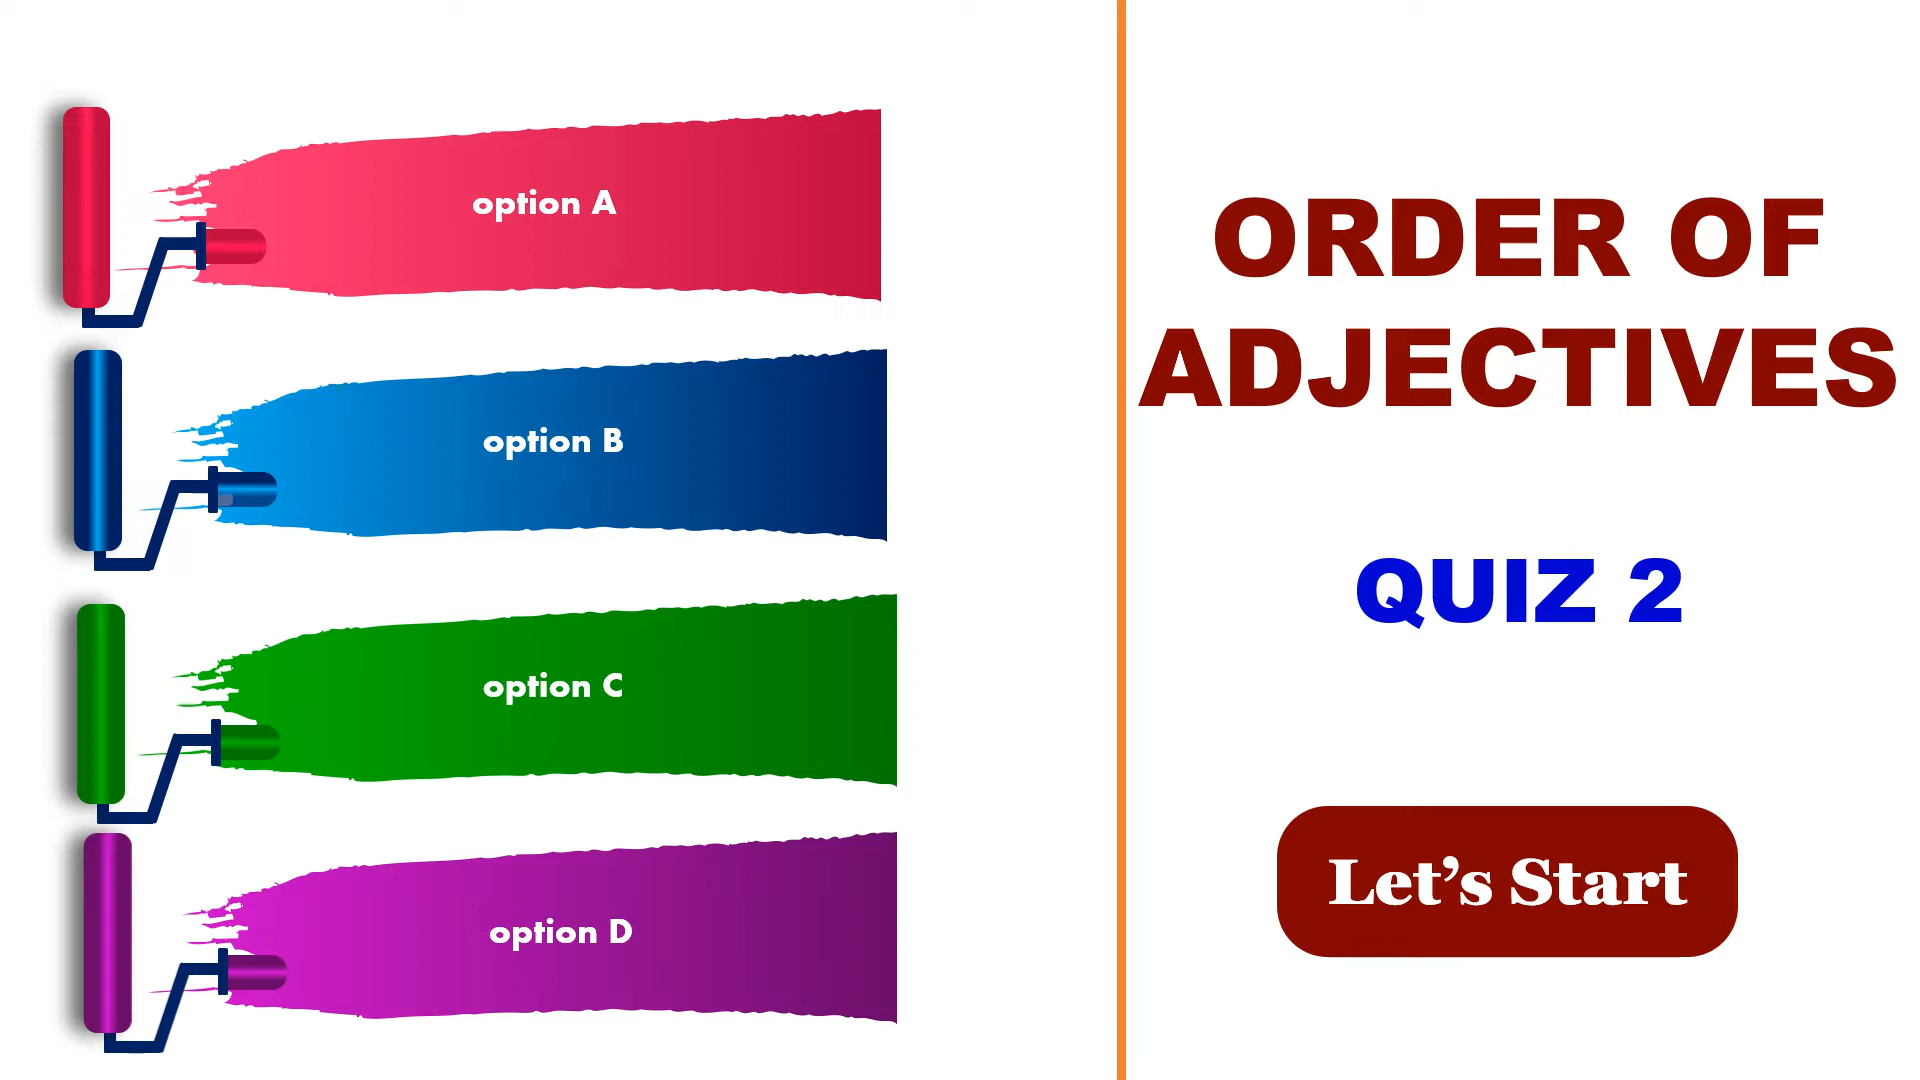 option A
option B
option C
option D
ORDER OF
ADJECTIVES
QUIZ 2
Let’s Start